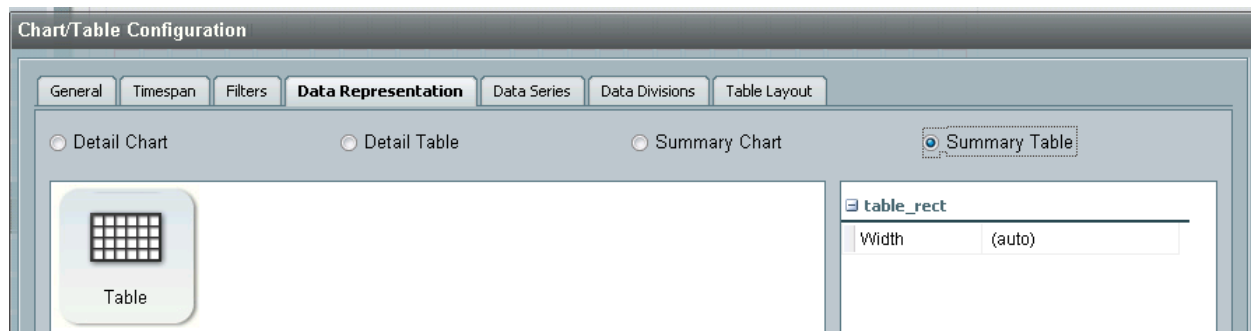 Chart/Table Configuration
General Timespan Filters Data Representation Data Series Data Divisions Table Layout
Detail Chart Detail Table Summary Chart Summary Table
table_rect
Width (auto)
Table